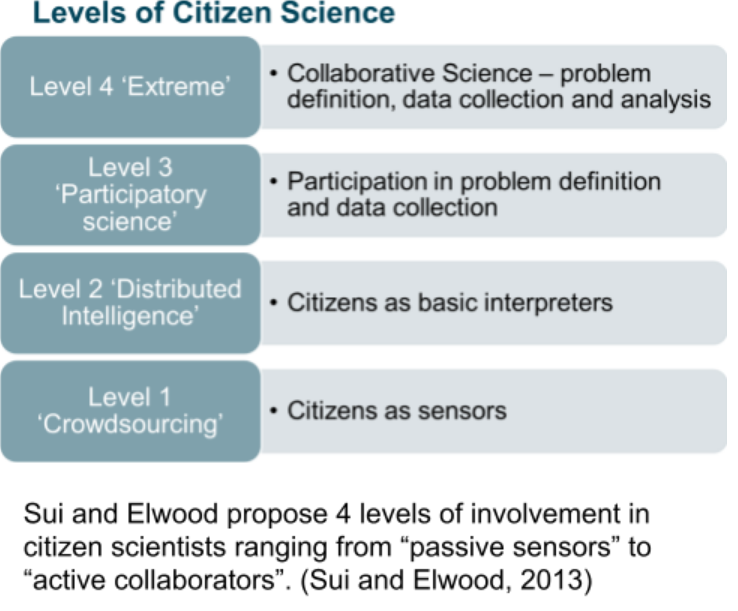 Levels of Citizen Science
Level 4 ‘Extreme’
• Collaborative Science – problem
definition, data collection and analysis
Level 3
‘Participatory
science’
• Participation in problem definition
and data collection
Level 2 ‘Distributed
Intelligence’
• Citizens as basic interpreters
Level 1
‘Crowdsourcing’
• Citizens as sensors
Sui and Elwood propose 4 levels of involvement in
citizen scientists ranging from “passive sensors” to
“active collaborators”. (Sui and Elwood, 2013)